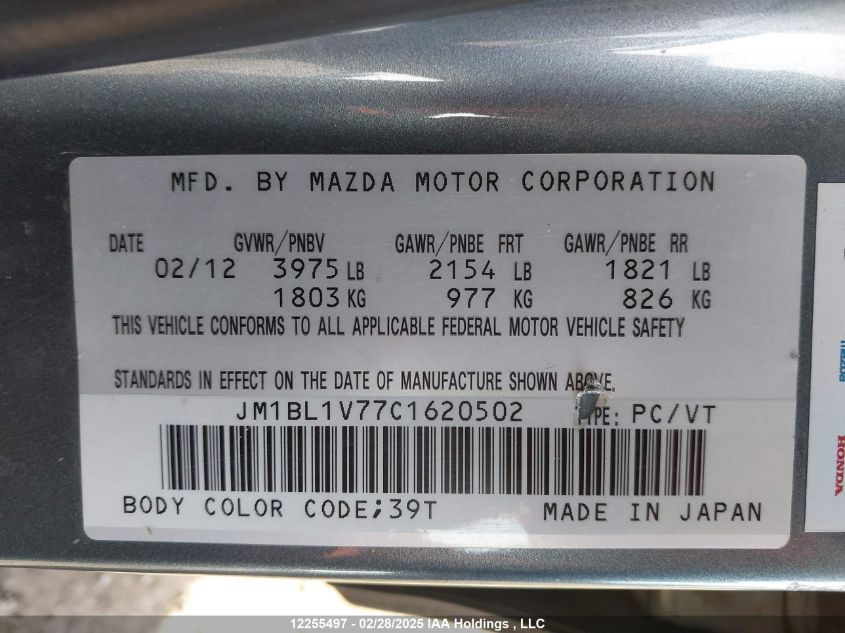 MFD. BY MAZDA MOTOR CORPORATION
DATE GVWR/PNBV GAWR/PNBE FRT GAWR/PNBE RR
02/12 3975 LB 2154 LB 1821 LB
1803 KG 977 KG 826 KG
THIS VEHICLE CONFORMS TO ALL APPLICABLE FEDERAL MOTOR VEHICLE SAFETY
STANDARDS IN EFFECT ON THE DATE OF MANUFACTURE SHOWN ABOVE.
JM1BL1V77C1620502 TYPE: PC/VT
BODY COLOR CODE;39T MADE IN JAPAN
mazda
HONDA
12255497 - 02/28/2025 IAA Holdings , LLC